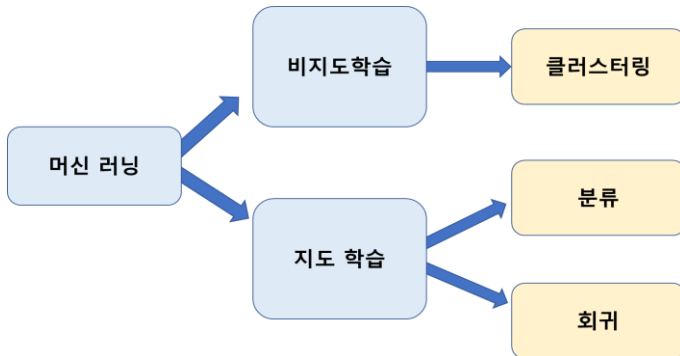 머신 러닝
비지도학습
클러스터링
지도 학습
분류
회귀